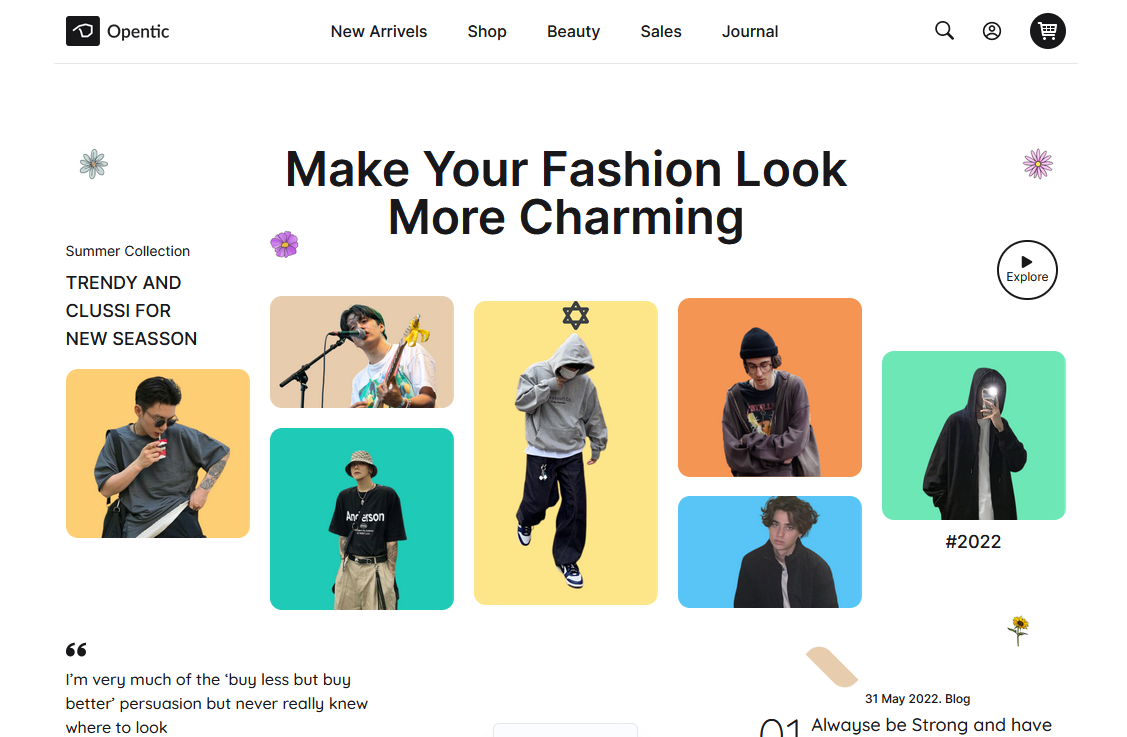 Opentic
New Arrivels
Shop
Beauty
Sales
Journal
Make Your Fashion Look
More Charming
Summer Collection
TRENDY AND
CLUSSI FOR
NEW SEASSON
Explore
#2022
“
I’m very much of the ‘buy less but buy
better’ persuasion but never really knew
where to look
31 May 2022. Blog
01
Alwayse be Strong and have